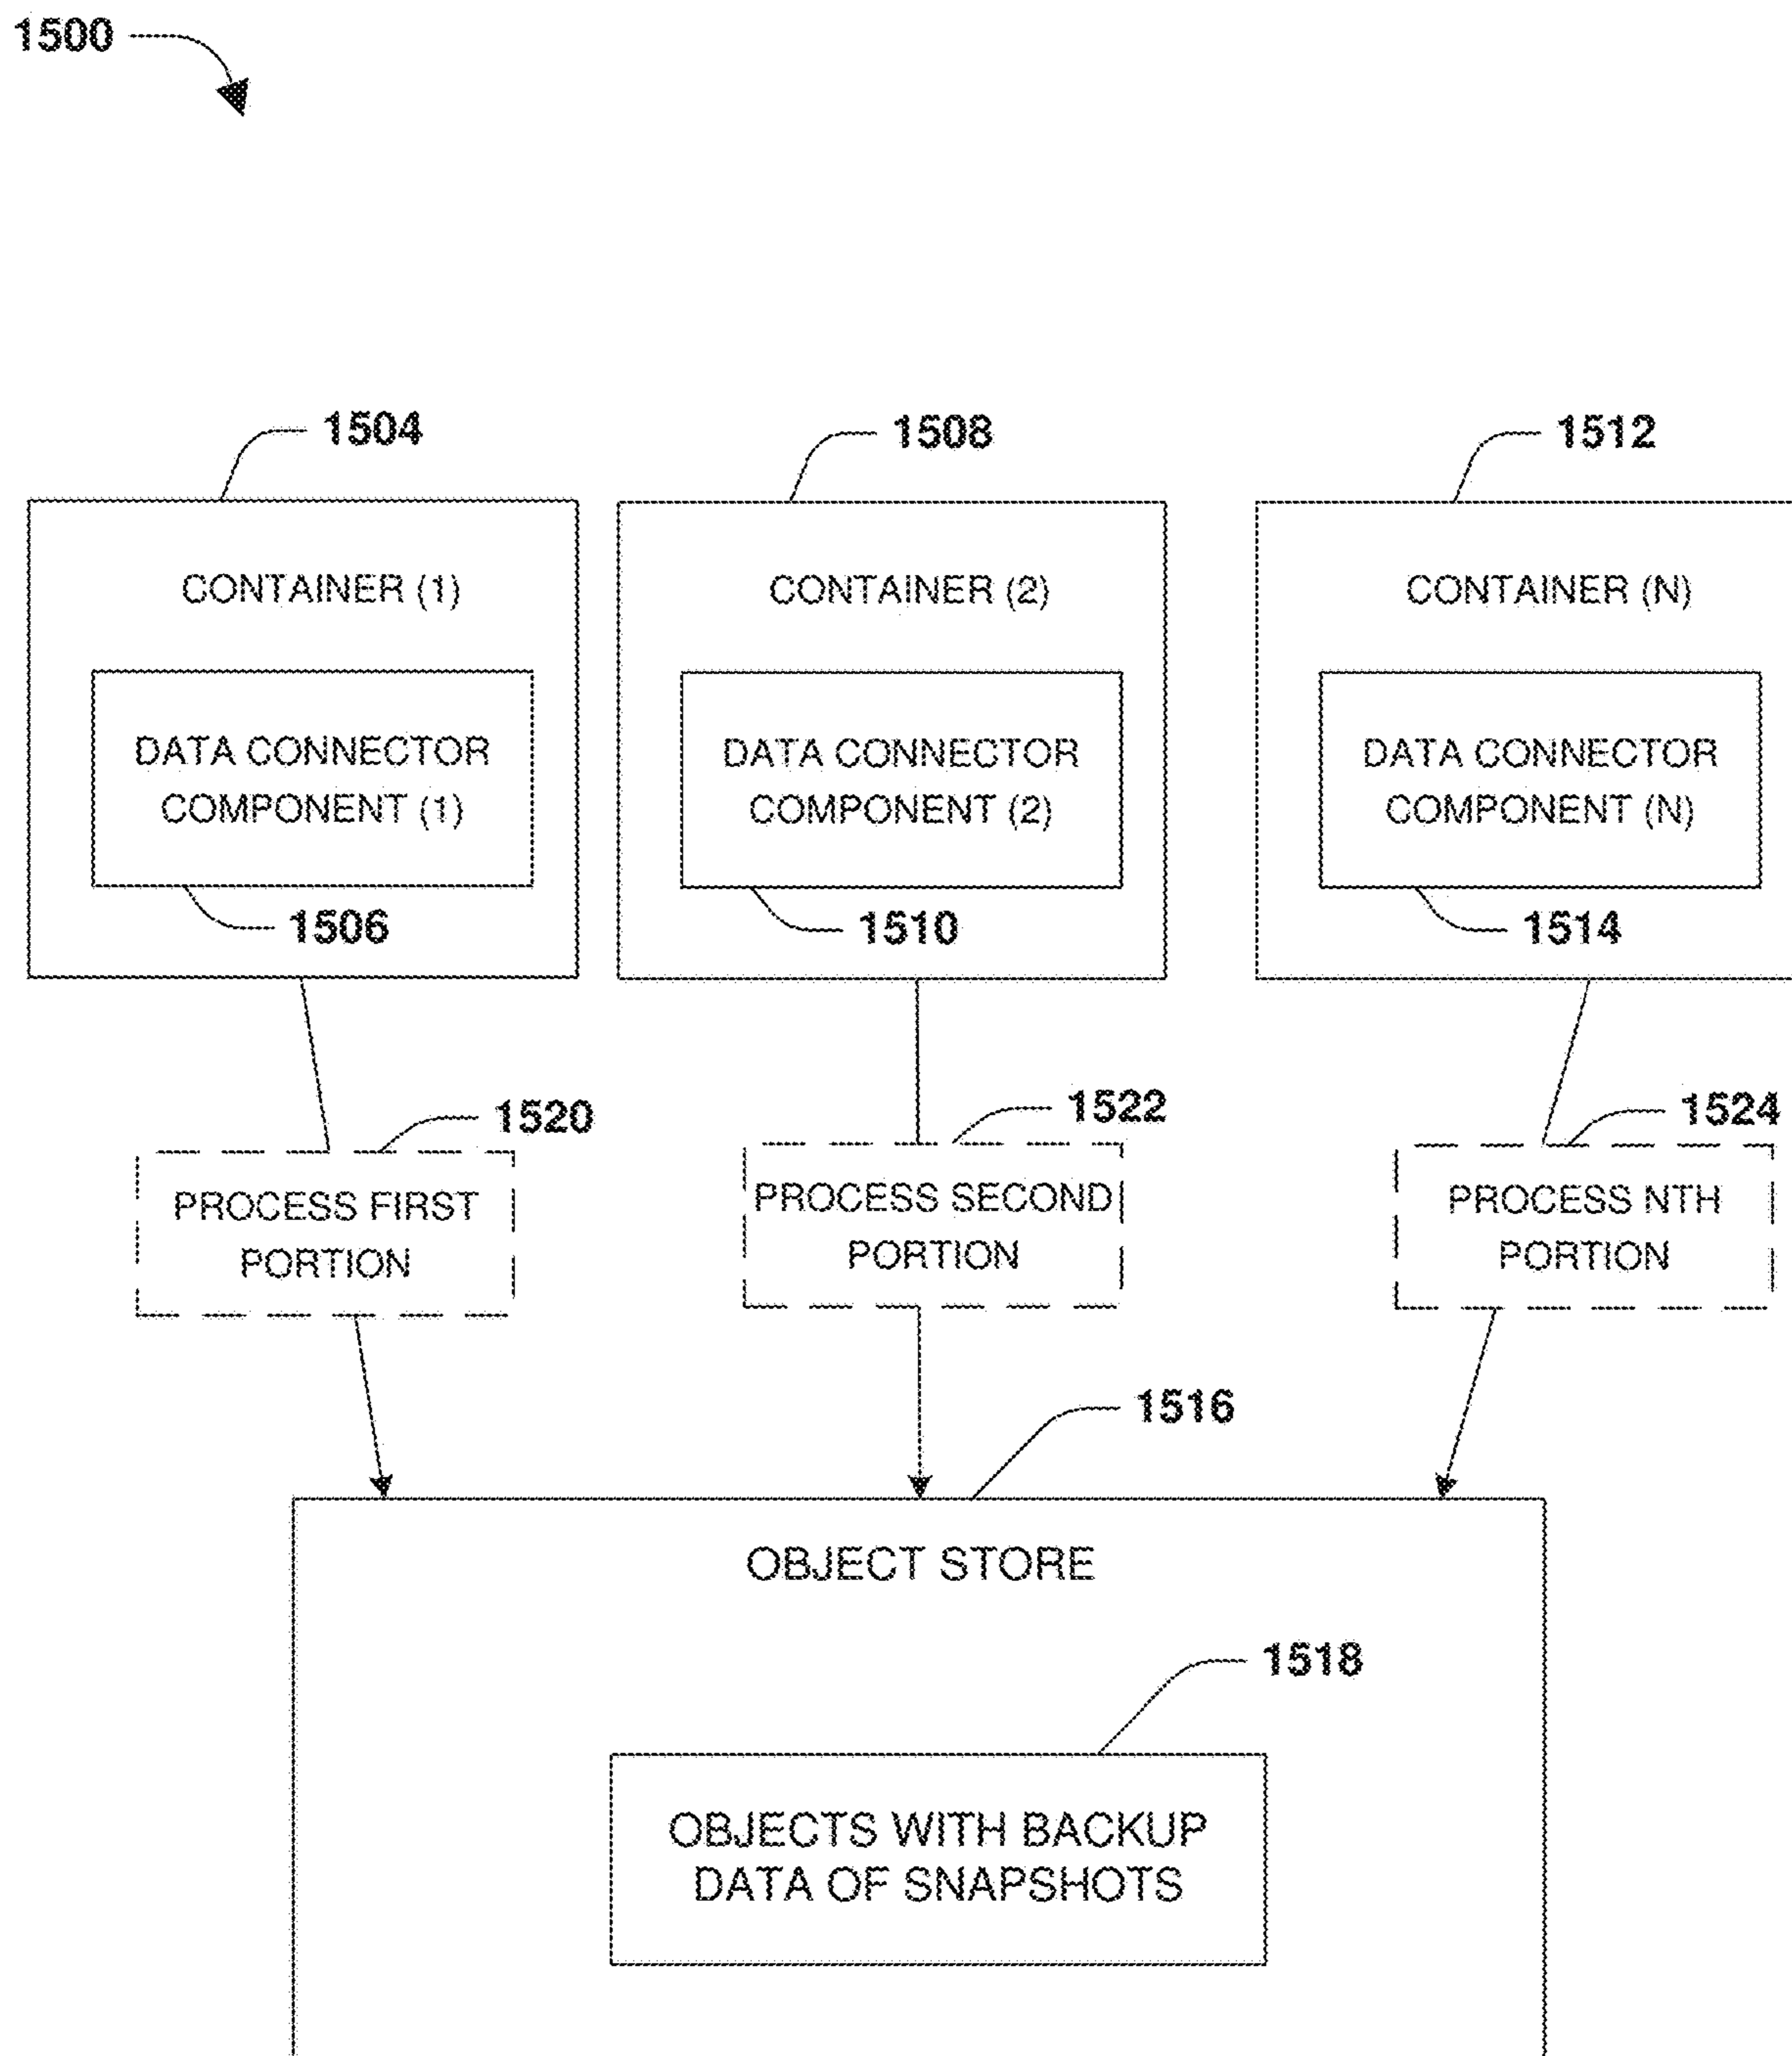 1500
1504
1508
1512
CONTAINER (1)
CONTAINER (2)
CONTAINER (N)
DATA CONNECTOR
COMPONENT (1)
DATA CONNECTOR
COMPONENT (2)
DATA CONNECTOR
COMPONENT (N)
1506
1510
1514
1520
1522
1524
PROCESS FIRST
PORTION
PROCESS SECOND
PORTION
PROCESS NTH
PORTION
1516
OBJECT STORE
1518
OBJECTS WITH BACKUP
DATA OF SNAPSHOTS